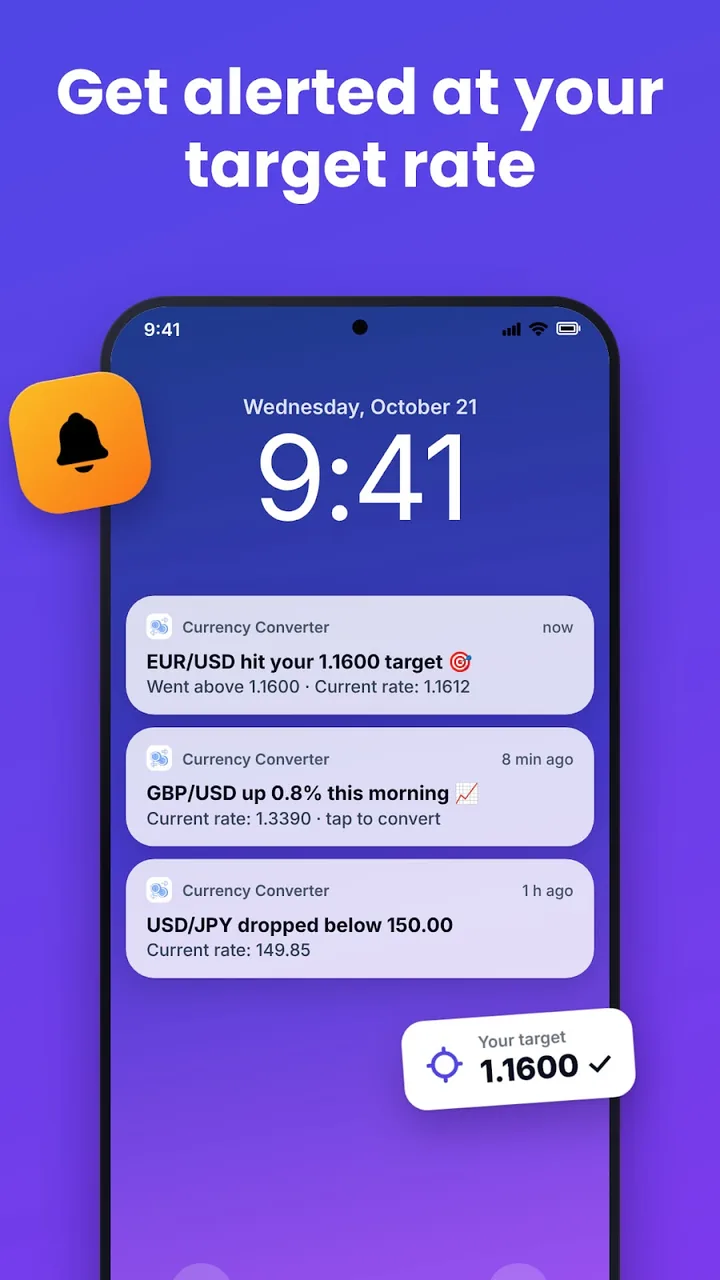 Get alerted at your
target rate
9:41
Wednesday, October 21
9:41
Currency Converter now
EUR/USD hit your 1.1600 target 🎯
Went above 1.1600 · Current rate: 1.1612
Currency Converter 8 min ago
GBP/USD up 0.8% this morning 📈
Current rate: 1.3390 · tap to convert
Currency Converter 1 h ago
USD/JPY dropped below 150.00
Current rate: 149.85
Your target
1.1600 ✓